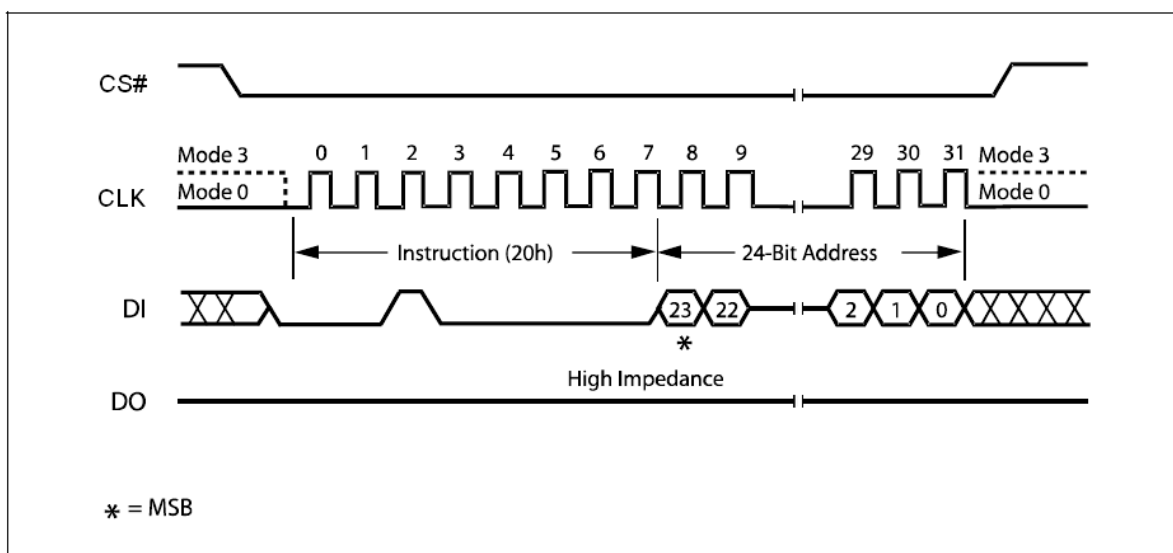 CS#
Mode 3 0 1 2 3 4 5 6 7 8 9 29 30 31 Mode 3
CLK Mode 0 Mode 0
Instruction (20h) 24-Bit Address
DI 23 22 2 1 0
*
High Impedance
DO
* = MSB